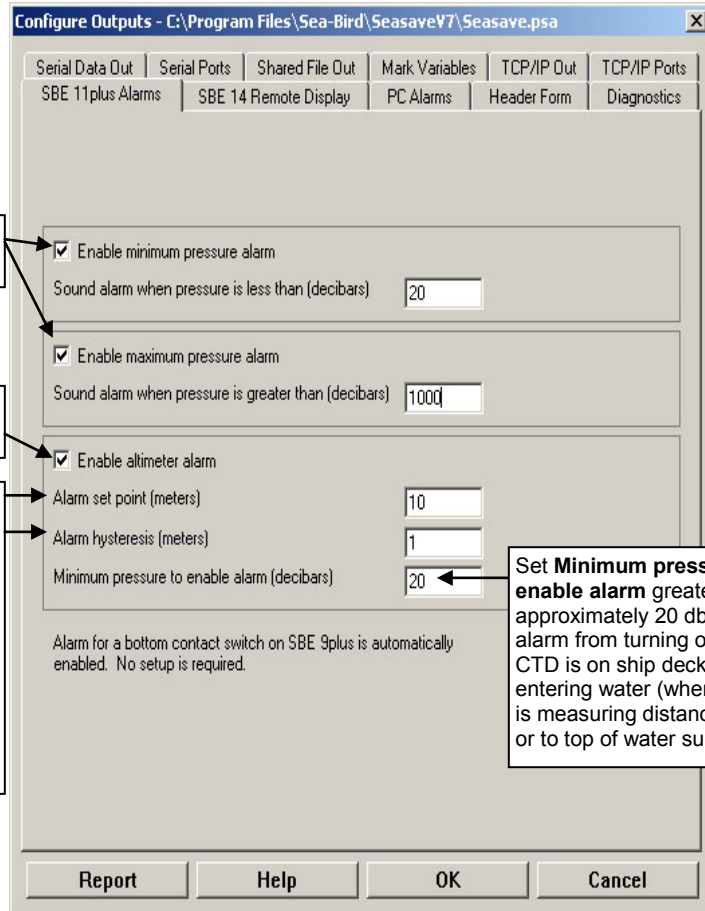 Configure Outputs - C:\Program Files\Sea-Bird\SeasaveV7\Seasave.psa
Serial Data Out
Serial Ports
Shared File Out
Mark Variables
TCP/IP Out
TCP/IP Ports
SBE 11plus Alarms
SBE 14 Remote Display
PC Alarms
Header Form
Diagnostics
Enable minimum pressure alarm
Sound alarm when pressure is less than (decibars)
20
Enable maximum pressure alarm
Sound alarm when pressure is greater than (decibars)
1000
Enable altimeter alarm
Alarm set point (meters)
10
Alarm hysteresis (meters)
1
Minimum pressure to enable alarm (decibars)
20
Alarm for a bottom contact switch on SBE 9plus is automatically
enabled. No setup is required.
Set Minimum
enable alarm
approximately 20
alarm from turning
CTD is on ship deck
entering water
is measuring
or to top of water
Report
Help
OK
Cancel